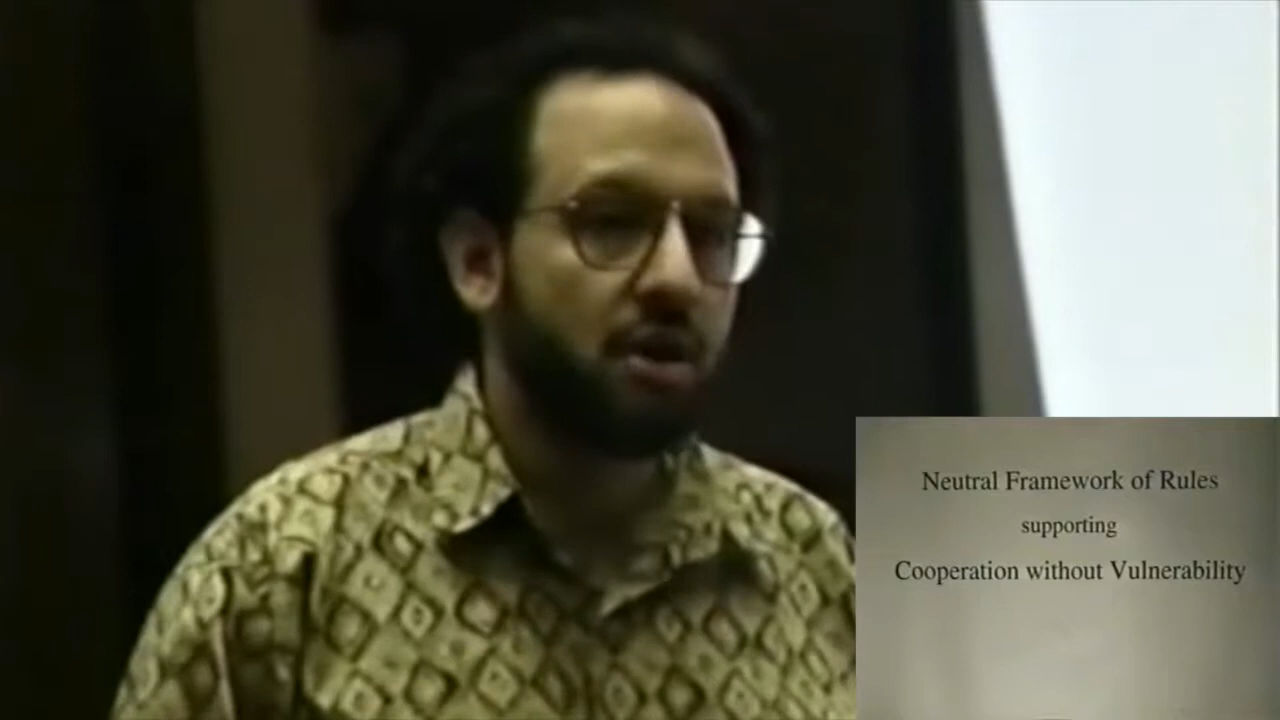 Neutral Framework of Rules
supporting
Cooperation without Vulnerability